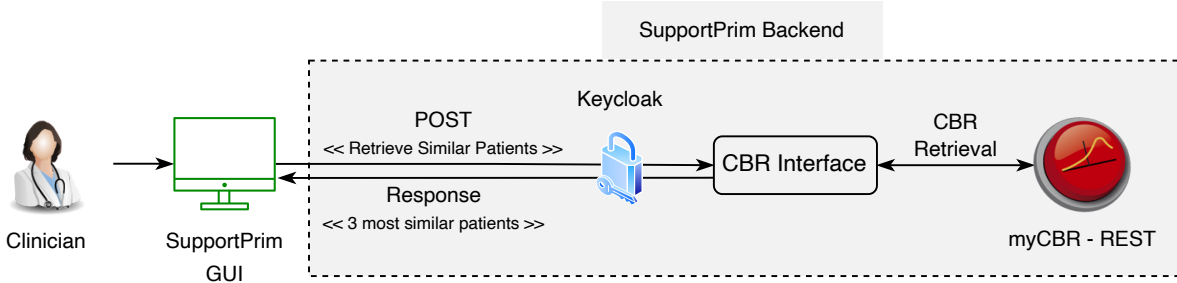 SupportPrim Backend
Keycloak
POST
<< Retrieve Similar Patients >>
CBR
Retrieval
CBR Interface
Response
<< 3 most similar patients >>
Clinician
SupportPrim
GUI
myCBR - REST